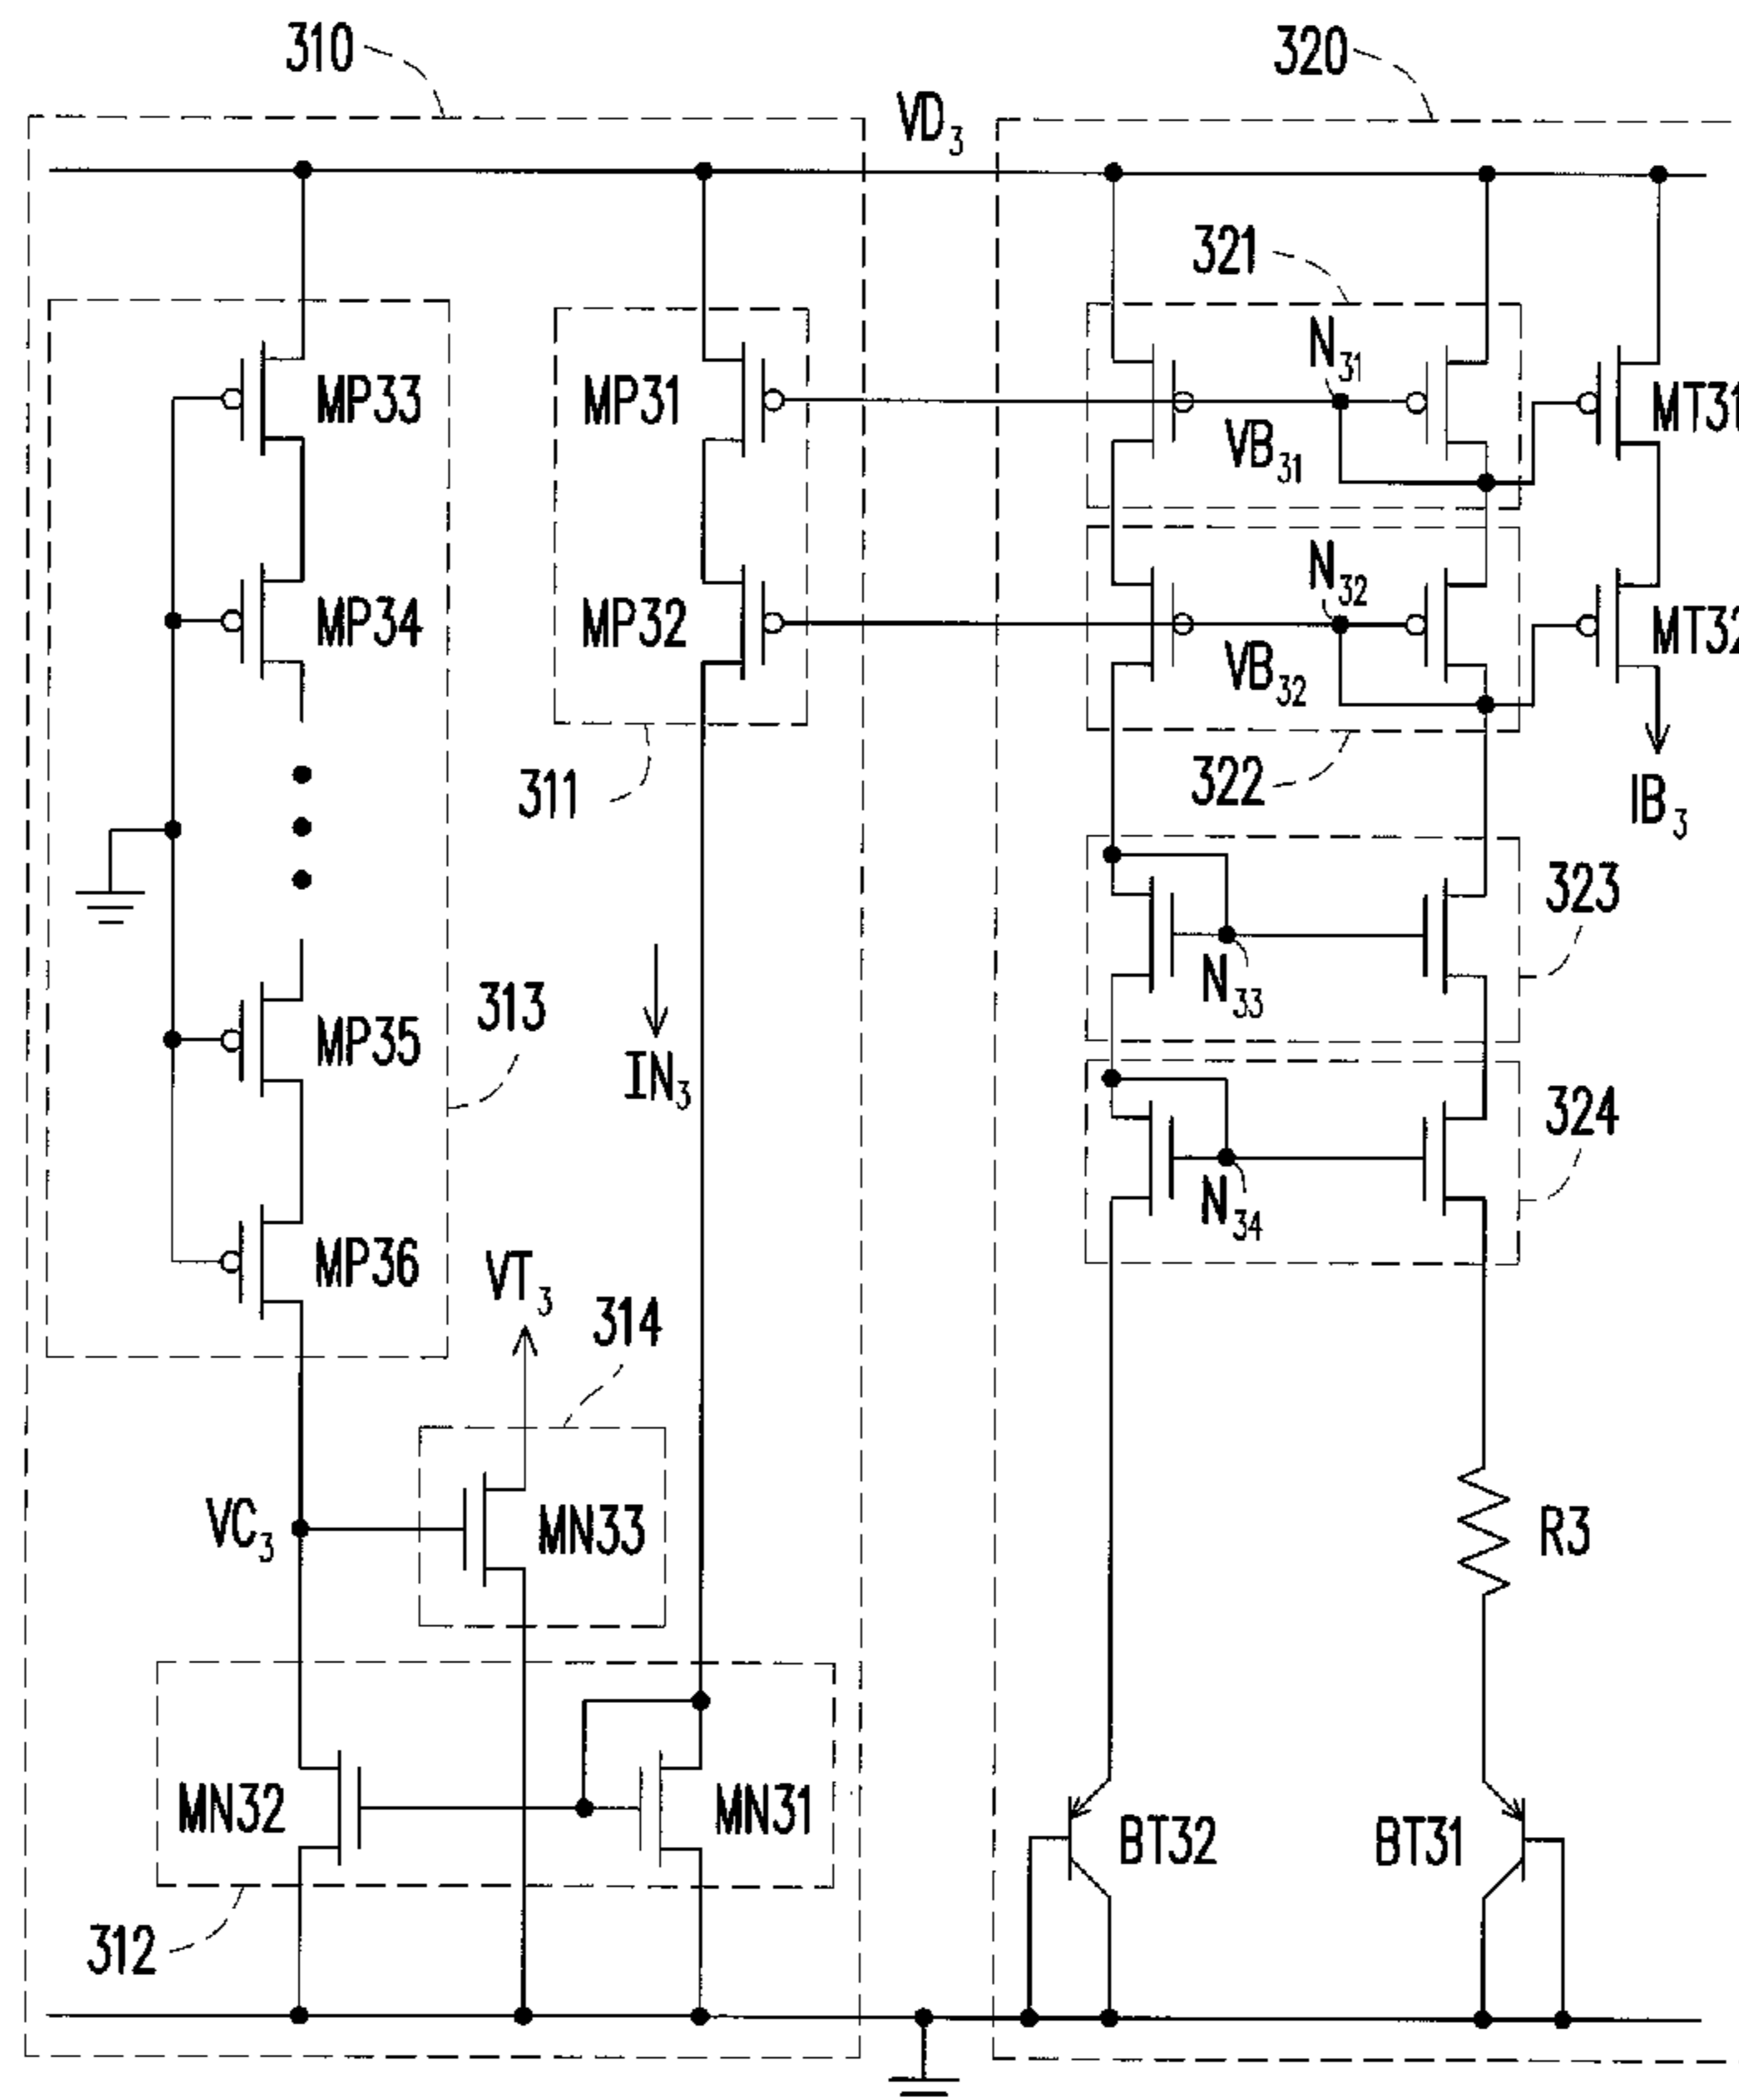 310
320
VD3
321
N31
MP33
MP31
MT31
VB31
N32
MP34
MP32
MT32
VB32
311
322
IB3
323
N33
313
MP35
IN3
324
N34
MP36
VT3
314
VC3
MN33
R3
MN32
MN31
BT32
BT31
312